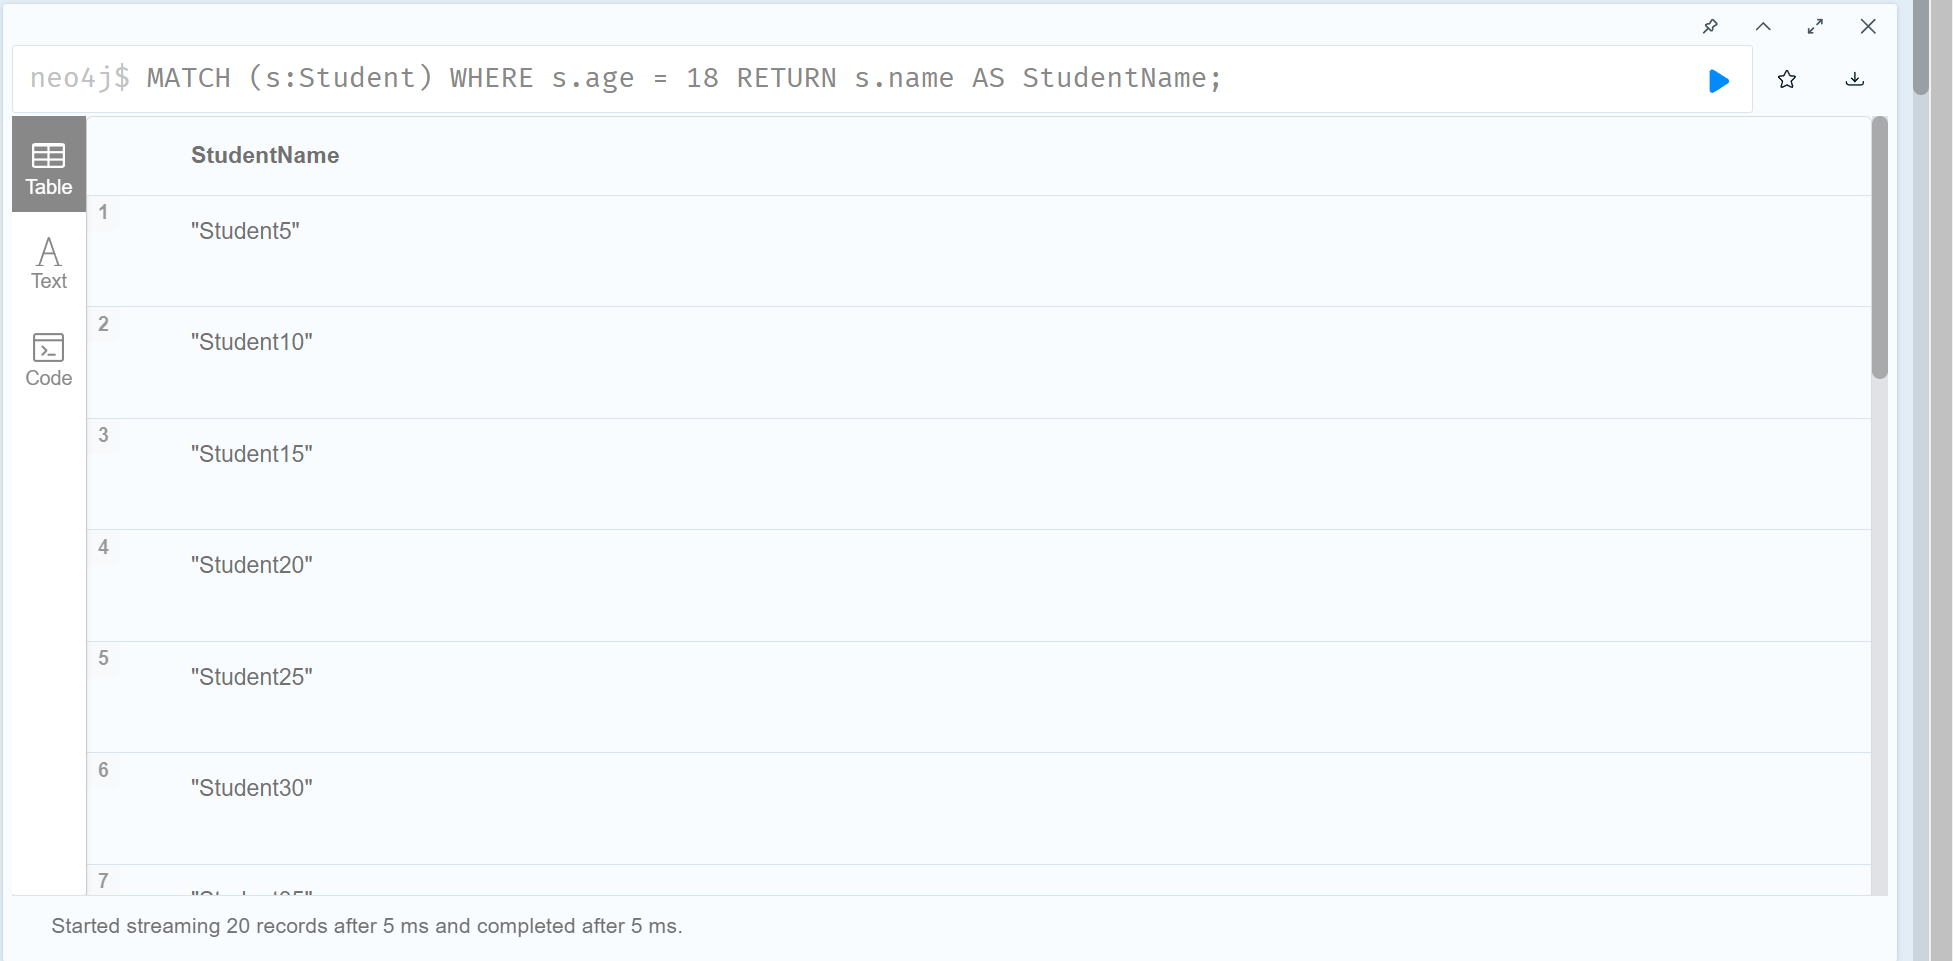 neo4j$ MATCH (s:Student) WHERE s.age = 18 RETURN s.name AS StudentName;
Table
Text
Code
StudentName
1
"Student5"
2
"Student10"
3
"Student15"
4
"Student20"
5
"Student25"
6
"Student30"
7
Started streaming 20 records after 5 ms and completed after 5 ms.